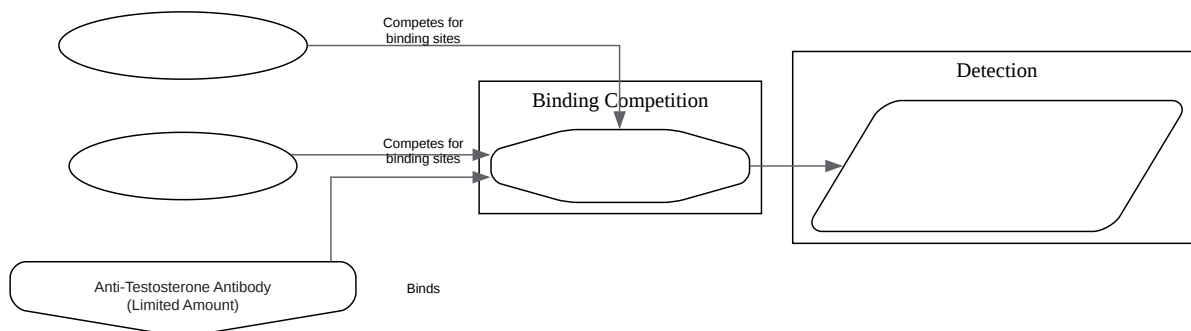 Competes for
binding sites
Detection
Binding Competition
Competes for
binding sites
Anti-Testosterone Antibody
(Limited Amount)
Binds